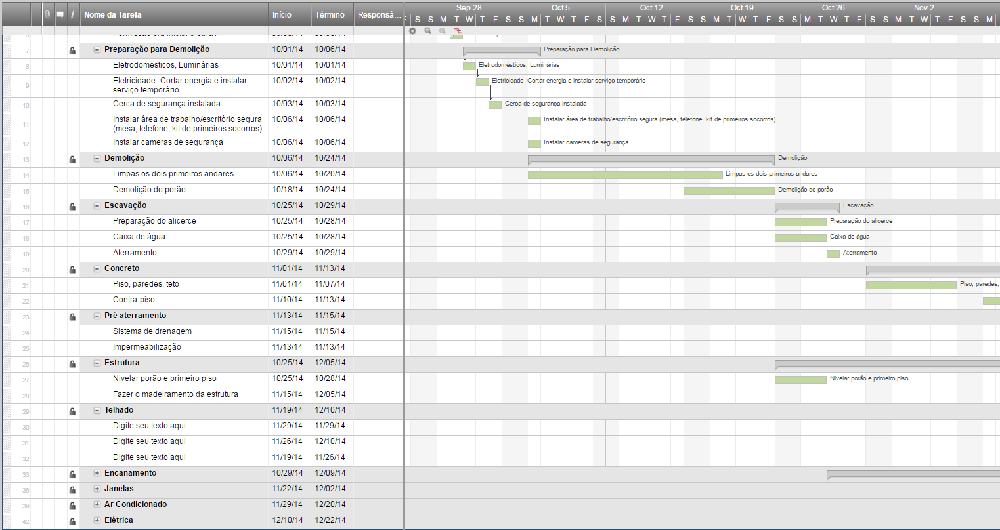 Sep 28 Oct 5 Oct 12 Oct 19 Oct 26 Nov 2
Nome da Tarefa Início Término Responsá...
F S S M T W T F S S M T W T F S S M T W T F S S M T W T F S S M T W T F S S M T W T F S S M
7 Preparação para Demolição 10/01/14 10/06/14 Preparação para Demolição
8 Eletrodomésticos, Luminárias 10/01/14 10/01/14 Eletrodomésticos, Luminárias
9 Eletricidade- Cortar energia e instalar 10/02/14 10/02/14 Eletricidade- Cortar energia e instalar serviço temporário
serviço temporário
10 Cerca de segurança instalada 10/03/14 10/03/14 Cerca de segurança instalada
11 Instalar área de trabalho/escritório segura 10/06/14 10/06/14 Instalar área de trabalho/escritório segura (mesa, telefone, kit de primeiros socorros)
(mesa, telefone, kit de primeiros socorros)
12 Instalar cameras de segurança 10/06/14 10/06/14 Instalar cameras de segurança
13 Demolição 10/06/14 10/24/14 Demolição
14 Limpas os dois primeiros andares 10/06/14 10/20/14 Limpas os dois primeiros andares
15 Demolição do porão 10/18/14 10/24/14 Demolição do porão
16 Escavação 10/25/14 10/29/14 Escavação
17 Preparação do alicerce 10/25/14 10/28/14 Preparação do alicerce
18 Caixa de água 10/25/14 10/28/14 Caixa de água
19 Aterramento 10/29/14 10/29/14 Aterramento
20 Concreto 11/01/14 11/13/14
21 Piso, paredes, teto 11/01/14 11/07/14 Piso, paredes,
22 Contra-piso 11/10/14 11/13/14
23 Pré aterramento 11/13/14 11/15/14
24 Sistema de drenagem 11/15/14 11/15/14
25 Impermeabilização 11/13/14 11/13/14
26 Estrutura 10/25/14 12/05/14
27 Nivelar porão e primeiro piso 10/25/14 10/28/14 Nivelar porão e primeiro piso
28 Fazer o madeiramento da estrutura 11/15/14 12/05/14
29 Telhado 11/19/14 12/10/14
30 Digite seu texto aqui 11/29/14 11/29/14
31 Digite seu texto aqui 11/26/14 12/10/14
32 Digite seu texto aqui 11/19/14 11/26/14
33 Encanamento 10/29/14 12/09/14
36 Janelas 11/22/14 12/02/14
39 Ar Condicionado 11/29/14 12/20/14
42 Elétrica 12/10/14 12/22/14